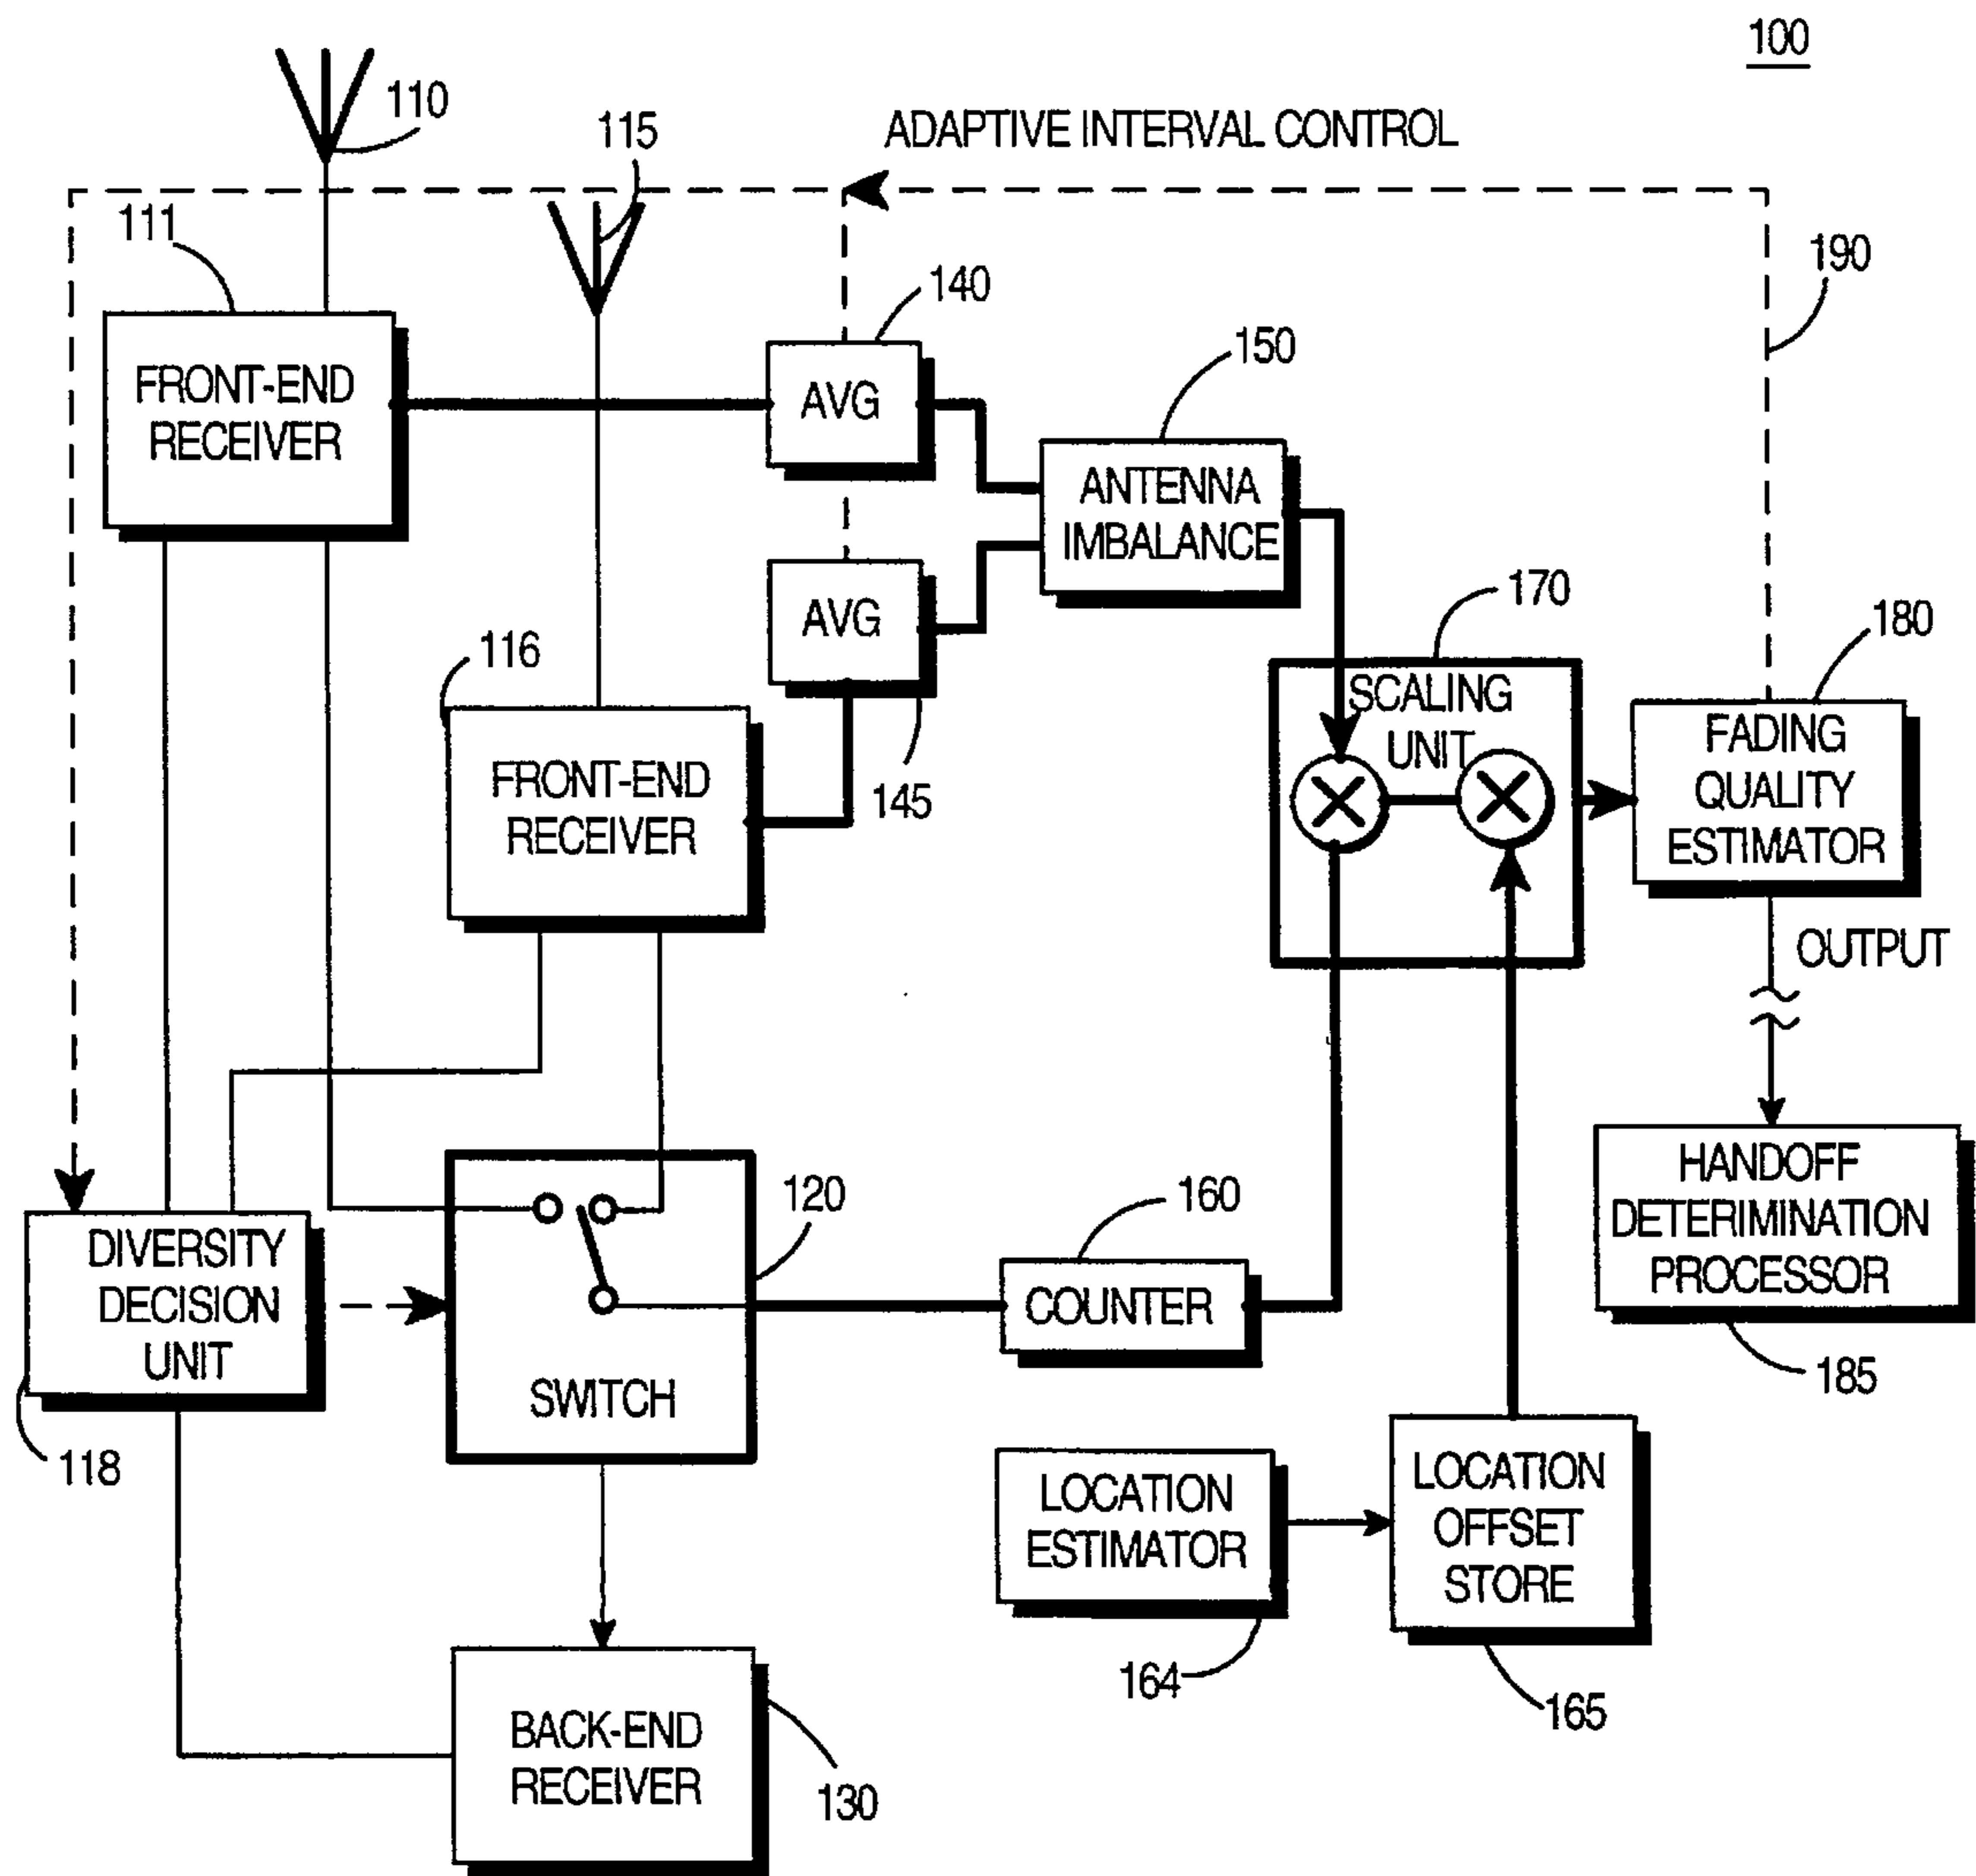 100
110
115
ADAPTIVE INTERVAL CONTROL
111
190
140
FRONT-END
RECEIVER
AVG
150
ANTENNA
IMBALANCE
AVG
170
180
116
SCALING
UNIT
FADING
QUALITY
ESTIMATOR
FRONT-END
RECEIVER
145
OUTPUT
HANDOFF
DETERIMINATION
PROCESSOR
120
160
DIVERSITY
DECISION
UNIT
COUNTER
SWITCH
185
118
LOCATION
ESTIMATOR
LOCATION
OFFSET
STORE
164
165
BACK-END
RECEIVER
130